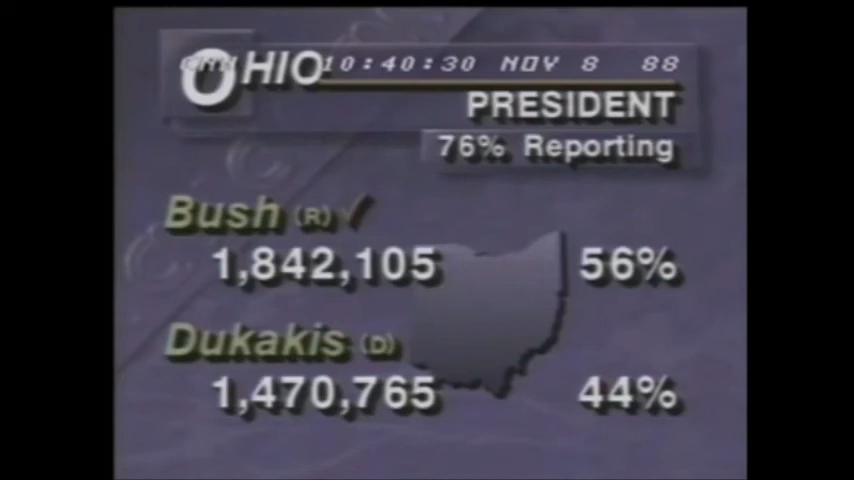 OHIO 10:40:30 NOV 8 88
PRESIDENT
76% Reporting
Bush (R) ✓
1,842,105 56%
Dukakis (D)
1,470,765 44%